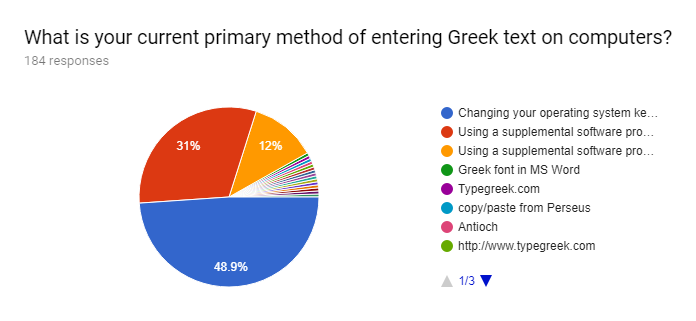 What is your current primary method of entering Greek text on computers?
184 responses
31%
12%
48.9%
Changing your operating system ke...
Using a supplemental software pro...
Using a supplemental software pro...
Greek font in MS Word
Typegreek.com
copy/paste from Perseus
Antioch
http://www.typegreek.com
1/3